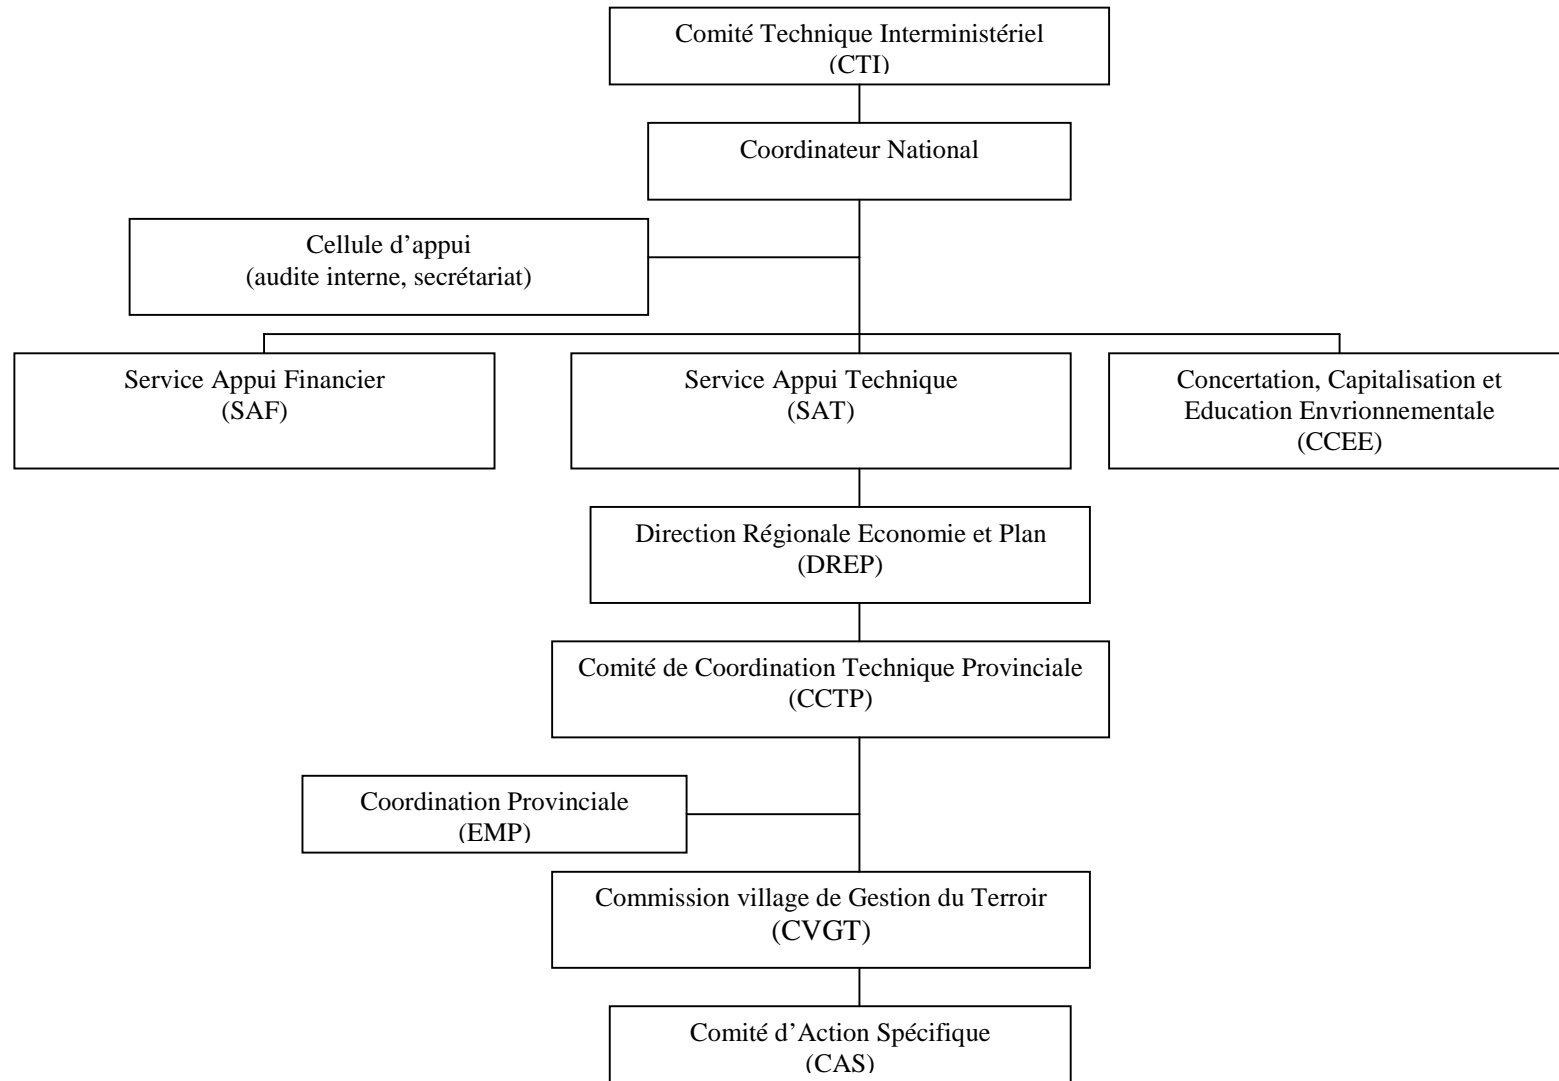 Comité Technique Interministériel
(CTI)
Coordinateur National
Cellule d’appui
(audite interne, secrétariat)
Service Appui Financier
(SAF)
Service Appui Technique
(SAT)
Concertation, Capitalisation et
Education Envrionnementale
(CCEE)
Direction Régionale Economie et Plan
(DREP)
Comité de Coordination Technique Provinciale
(CCTP)
Coordination Provinciale
(EMP)
Commission village de Gestion du Terroir
(CVGT)
Comité d’Action Spécifique
(CAS)